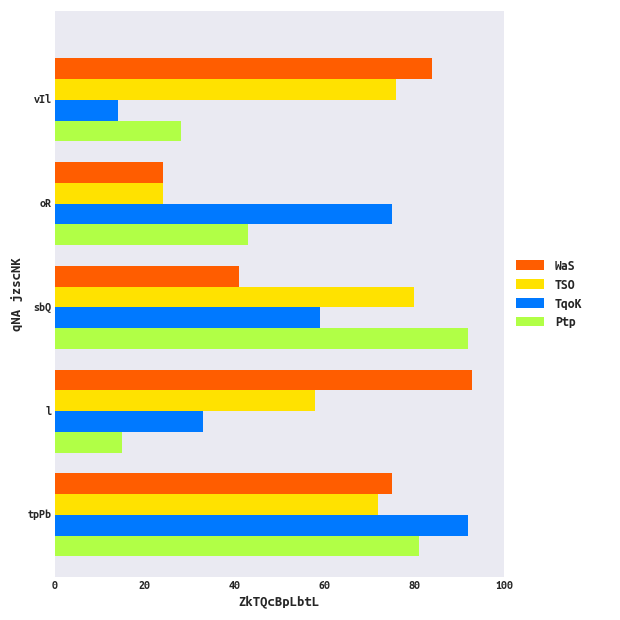 vIl
oR
sbQ
l
tpPb
qNA jzscNK
0 20 40 60 80 100
ZkTQcBpLbtL
WaS
TSO
TqoK
Ptp